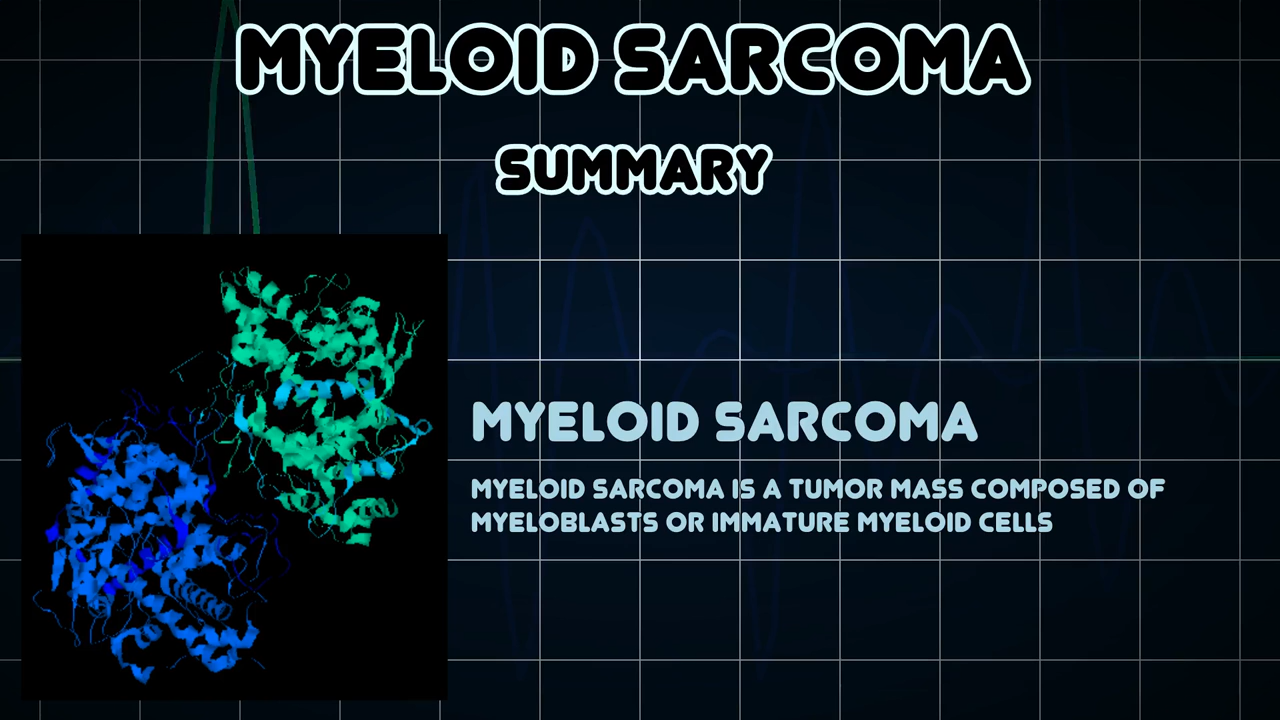 MYELOID SARCOMA
SUMMARY
MYELOID SARCOMA
MYELOID SARCOMA IS A TUMOR MASS COMPOSED OF
MYELOBLASTS OR IMMATURE MYELOID CELLS